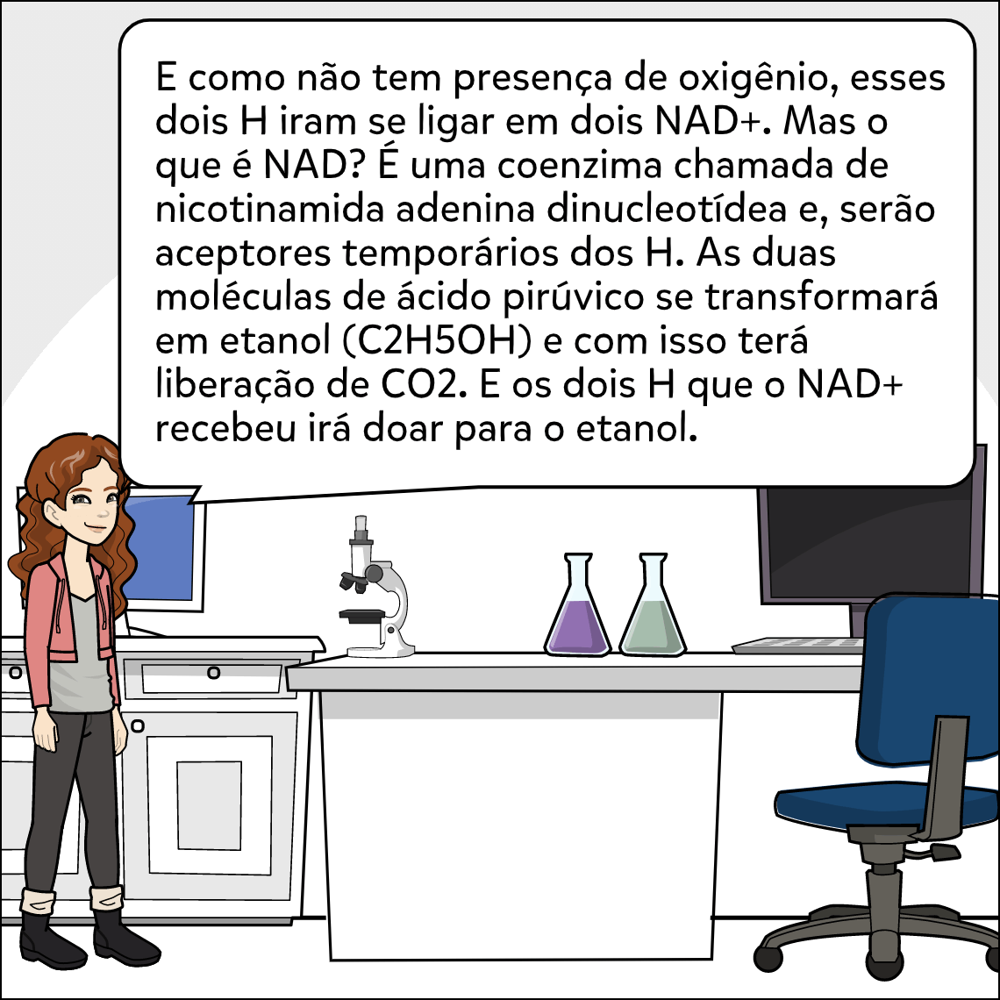 E como não tem presença de oxigênio, esses
dois H iram se ligar em dois NAD+. Mas o
que é NAD? É uma coenzima chamada de
nicotinamida adenina dinucleotídea e, serão
aceptores temporários dos H. As duas
moléculas de ácido pirúvico se transformará
em etanol (C2H5OH) e com isso terá
liberação de CO2. E os dois H que o NAD+
recebeu irá doar para o etanol.